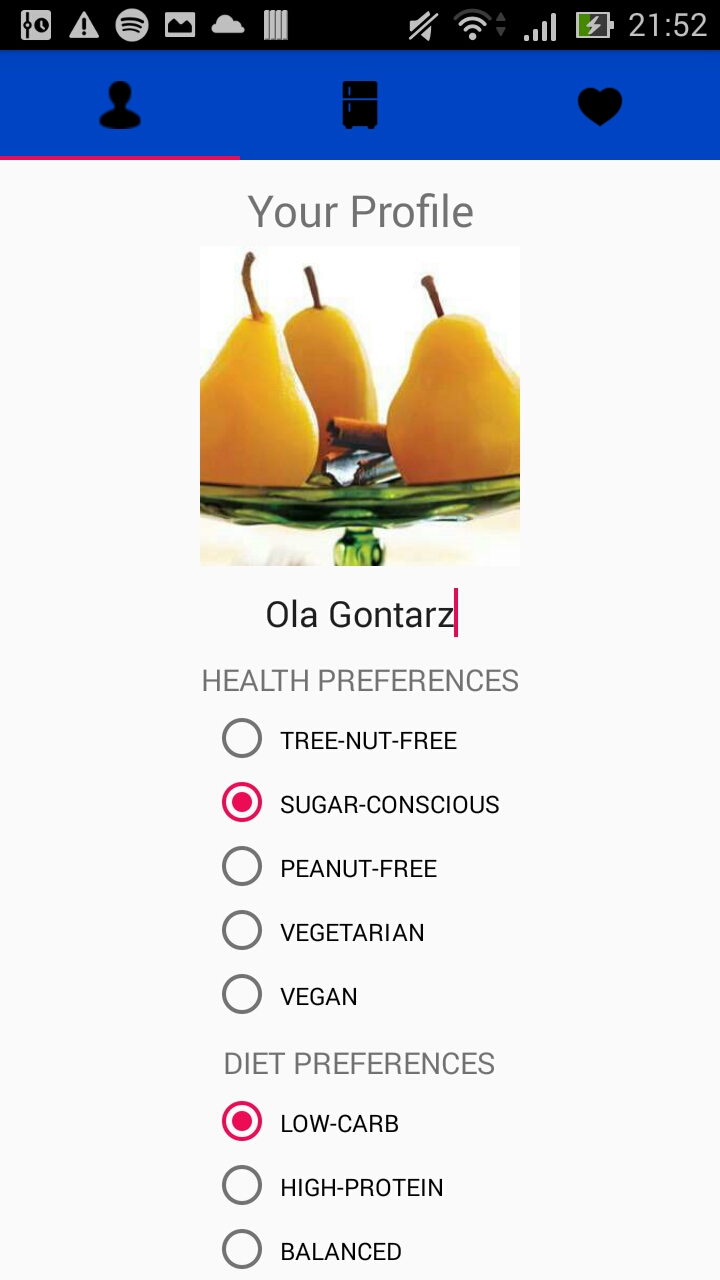 21:52
Your Profile
Ola Gontarz
HEALTH PREFERENCES
TREE-NUT-FREE
SUGAR-CONSCIOUS
PEANUT-FREE
VEGETARIAN
VEGAN
DIET PREFERENCES
LOW-CARB
HIGH-PROTEIN
BALANCED